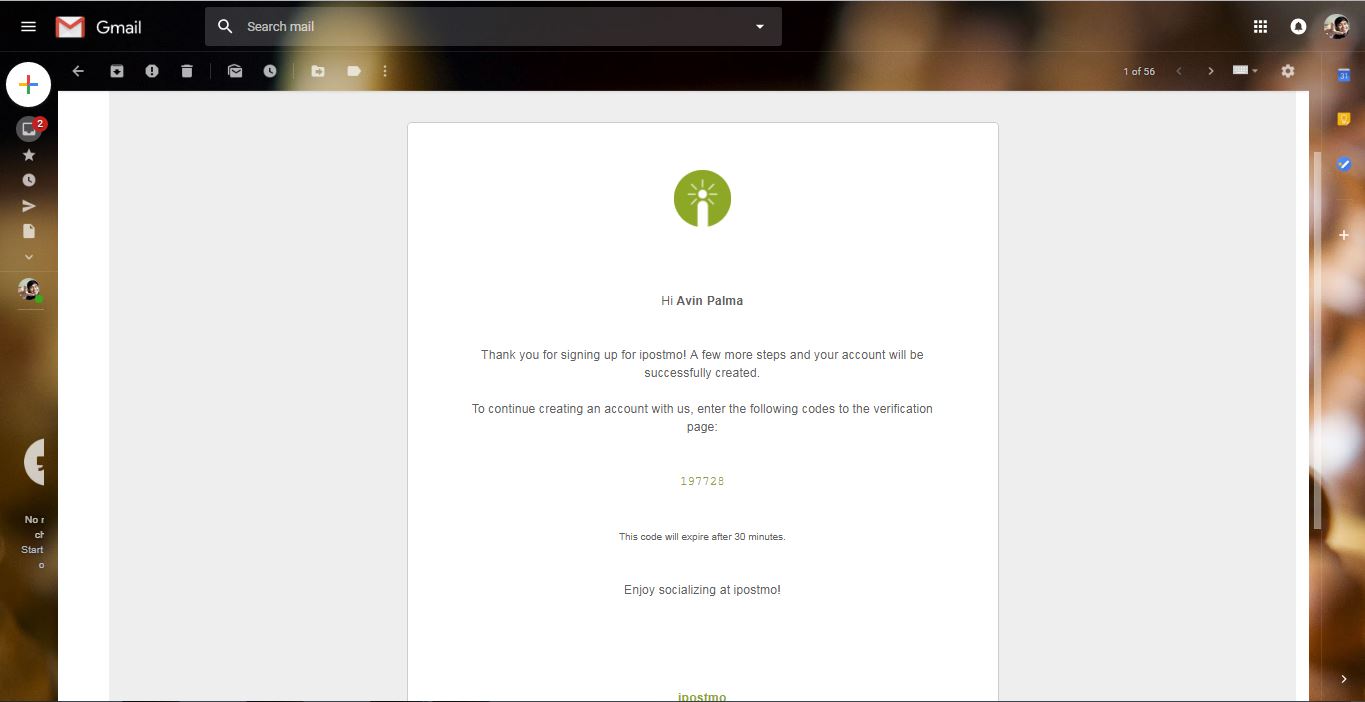 Gmail
Search mail
1 of 56
31
2
Hi Avin Palma
Thank you for signing up for ipostmo! A few more steps and your account will be
successfully created.
To continue creating an account with us, enter the following codes to the verification
page:
197728
No
Start
This code will expire after 30 minutes.
Enjoy socializing at ipostmo!
ipostmo